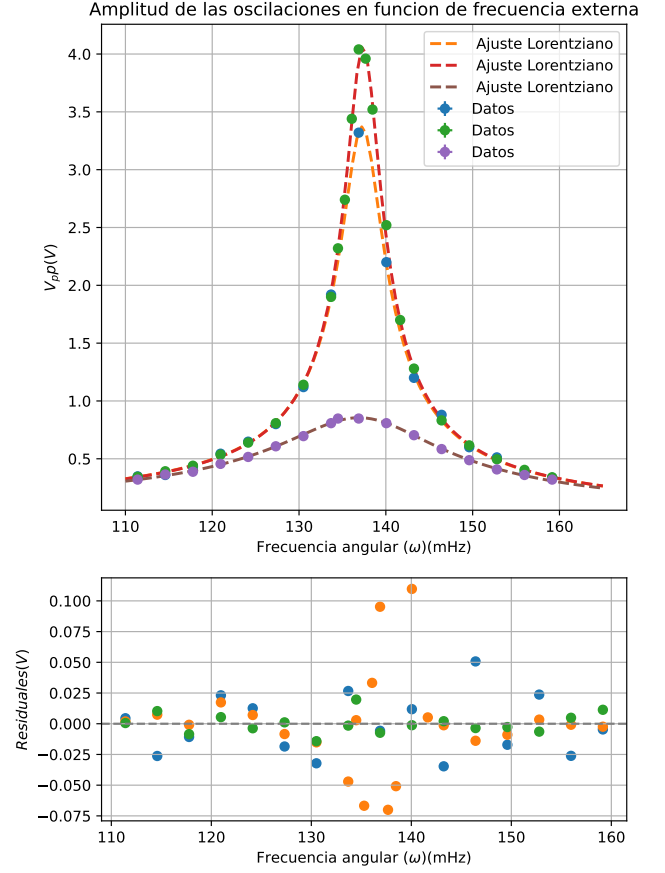 Amplitud de las oscilaciones en funcion de frecuencia externa
4.0
3.5
3.0
2.5
2.0
1.5
1.0
0.5
V_pp(V)
Ajuste Lorentziano
Ajuste Lorentziano
Ajuste Lorentziano
Datos
Datos
Datos
110 120 130 140 150 160
Frecuencia angular (ω)(mHz)
0.100
0.075
0.050
0.025
0.000
−0.025
−0.050
−0.075
Residuales(V)
110 120 130 140 150 160
Frecuencia angular (ω)(mHz)